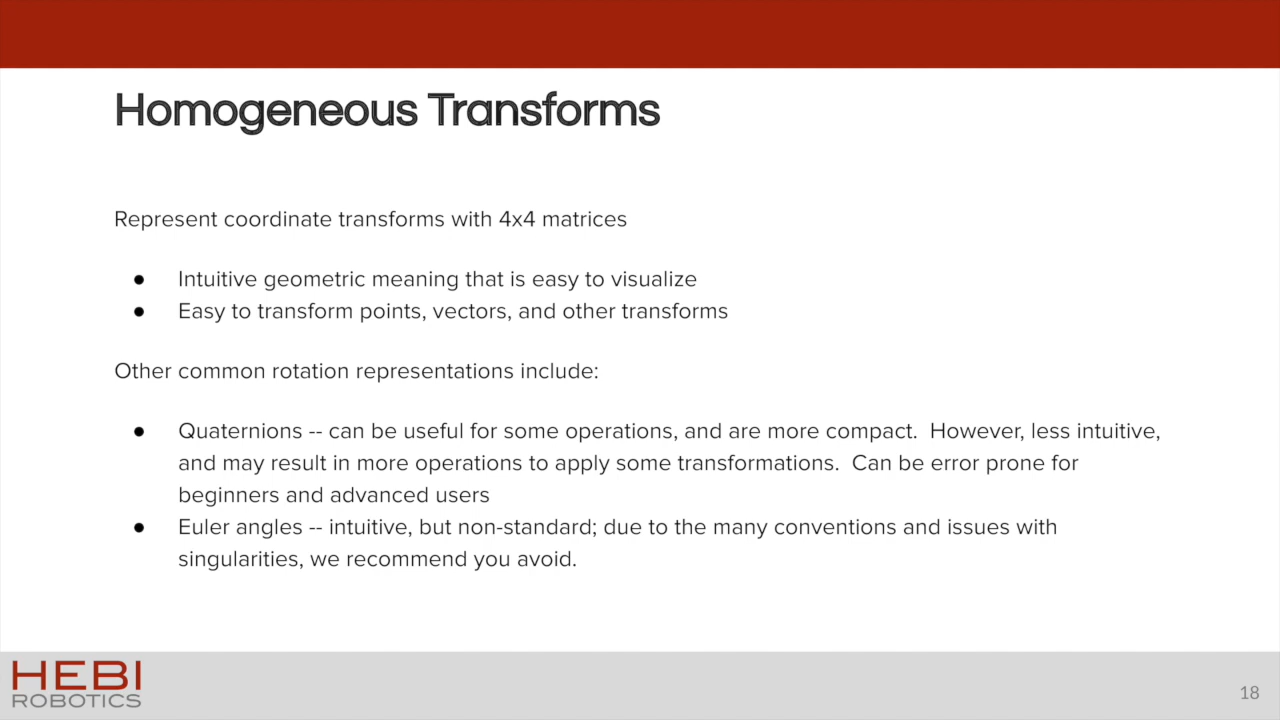 Homogeneous Transforms
Represent coordinate transforms with 4x4 matrices
● Intuitive geometric meaning that is easy to visualize
● Easy to transform points, vectors, and other transforms
Other common rotation representations include:
● Quaternions -- can be useful for some operations, and are more compact.  However, less intuitive,
and may result in more operations to apply some transformations.  Can be error prone for
beginners and advanced users
● Euler angles -- intuitive, but non-standard; due to the many conventions and issues with
singularities, we recommend you avoid.
HEBI
ROBOTICS
18